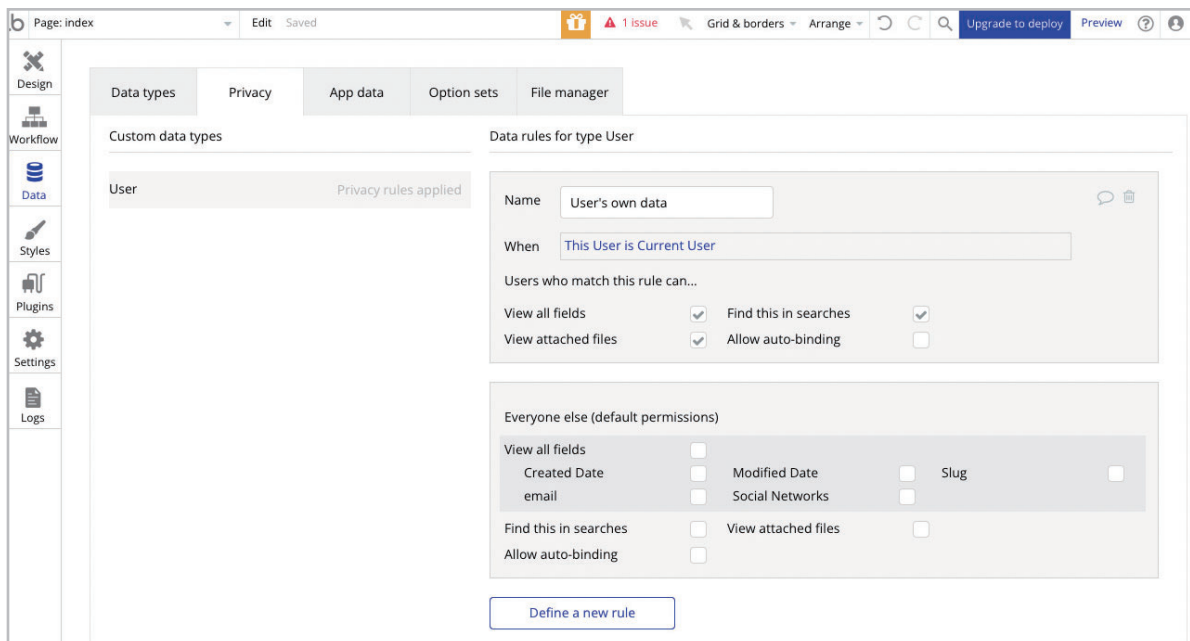 .b Page: index Edit Saved 1 issue Grid & borders Arrange Upgrade to deploy Preview ?
Design
Workflow
Data
Styles
Plugins
Settings
Logs
Data types Privacy App data Option sets File manager
Custom data types
User Privacy rules applied
Data rules for type User
Name User's own data
When This User is Current User
Users who match this rule can...
View all fields Find this in searches
View attached files Allow auto-binding
Everyone else (default permissions)
View all fields
Created Date Modified Date Slug
email Social Networks
Find this in searches View attached files
Allow auto-binding
Define a new rule